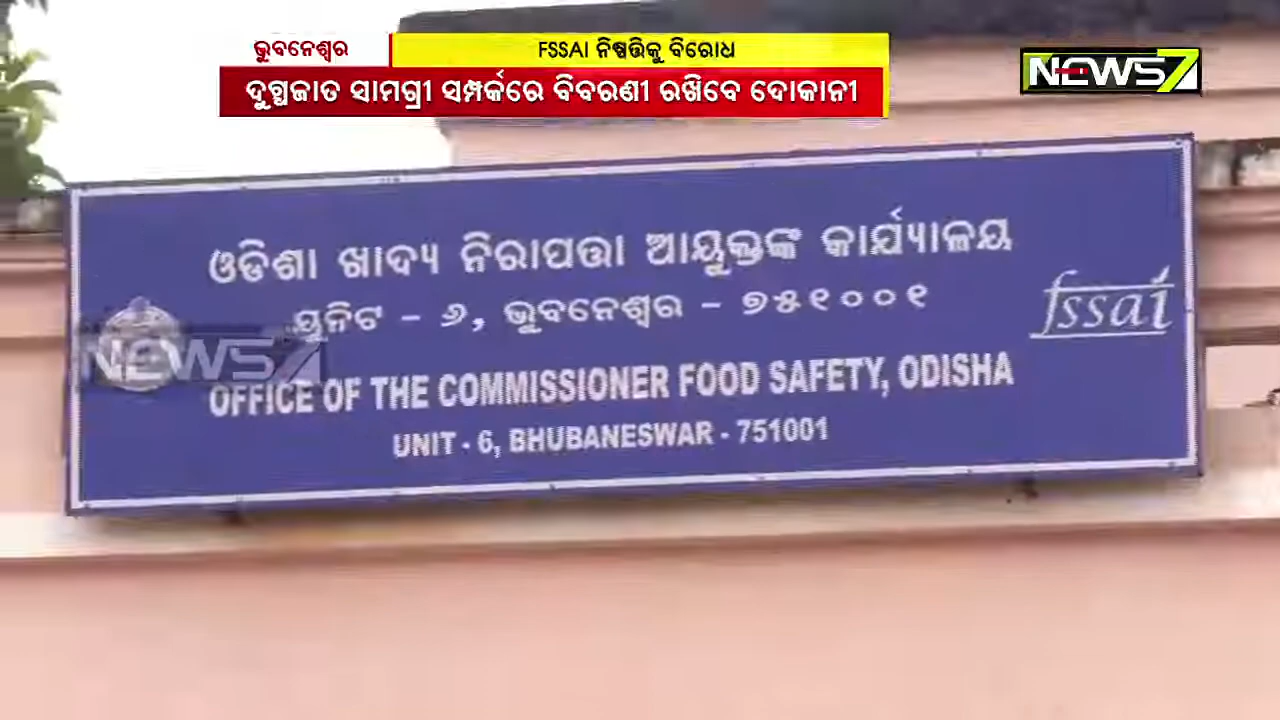 ଭୁବନେଶ୍ୱର
FSSAI ନିଷ୍ପତ୍ତିକୁ ବିରୋଧ
ଦୁଗ୍ଧଜାତ ସାମଗ୍ରୀ ସମ୍ପର୍କରେ ବିବରଣୀ ରଖିବେ ଦୋକାନୀ
NEWS7
ଓଡିଶା ଖାଦ୍ୟ ନିରାପତ୍ତା ଆୟୁକ୍ତଙ୍କ କାର୍ଯ୍ୟାଳୟ
ୟୁନିଟ - ୬, ଭୁବନେଶ୍ୱର - ୭୫୧୦୦୧
fssai
NEWS7
OFFICE OF THE COMMISSIONER FOOD SAFETY, ODISHA
UNIT - 6, BHUBANESWAR - 751001